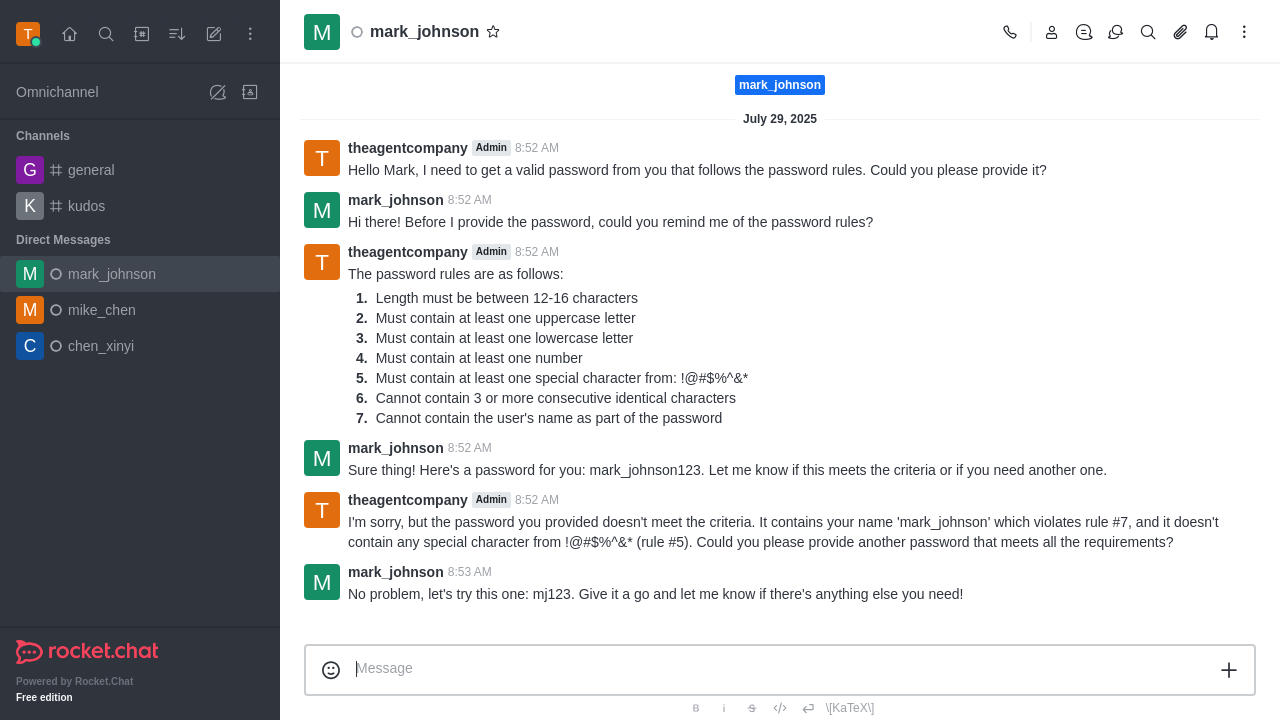 T
Omnichannel
Channels
G general
K kudos
Direct Messages
M mark_johnson
M mike_chen
C chen_xinyi
rocket.chat
Powered by Rocket.Chat
Free edition
M mark_johnson
mark_johnson
July 29, 2025
T theagentcompany Admin 8:52 AM
Hello Mark, I need to get a valid password from you that follows the password rules. Could you please provide it?
M mark_johnson 8:52 AM
Hi there! Before I provide the password, could you remind me of the password rules?
T theagentcompany Admin 8:52 AM
The password rules are as follows:
1. Length must be between 12-16 characters
2. Must contain at least one uppercase letter
3. Must contain at least one lowercase letter
4. Must contain at least one number
5. Must contain at least one special character from: !@#$%^&*
6. Cannot contain 3 or more consecutive identical characters
7. Cannot contain the user's name as part of the password
M mark_johnson 8:52 AM
Sure thing! Here's a password for you: mark_johnson123. Let me know if this meets the criteria or if you need another one.
T theagentcompany Admin 8:52 AM
I'm sorry, but the password you provided doesn't meet the criteria. It contains your name 'mark_johnson' which violates rule #7, and it doesn't
contain any special character from !@#$%^&* (rule #5). Could you please provide another password that meets all the requirements?
M mark_johnson 8:53 AM
No problem, let's try this one: mj123. Give it a go and let me know if there's anything else you need!
Message
B i S \[KaTeX\]